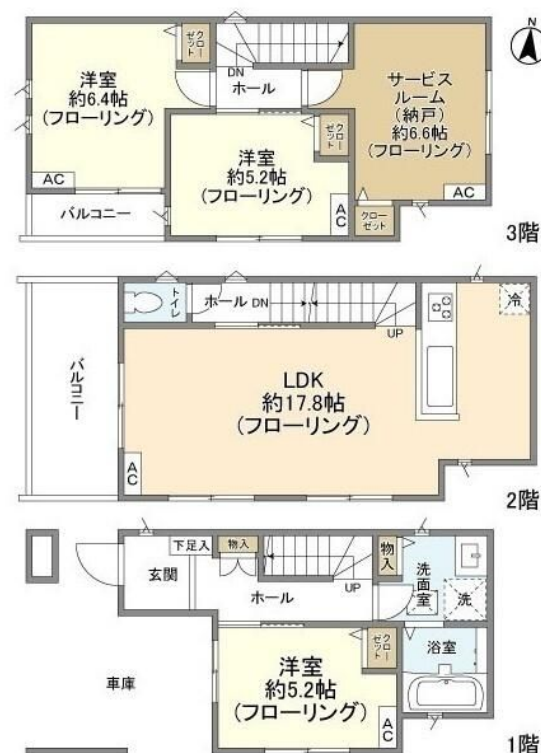 N
クローゼット
DN
ホール
洋室
約6.4帖
(フローリング)
AC
バルコニー
洋室
約5.2帖
(フローリング)
クローゼット
AC
サービス
ルーム
(納戸)
約6.6帖
(フローリング)
AC
クロー
ゼット
3階
トイレ
ホール DN
UP
冷
バルコニー
LDK
約17.8帖
(フローリング)
AC
2階
下足入
物入
玄関
ホール
UP
物入
洗面室
洗
浴室
車庫
洋室
約5.2帖
(フローリング)
クローゼット
AC
1階